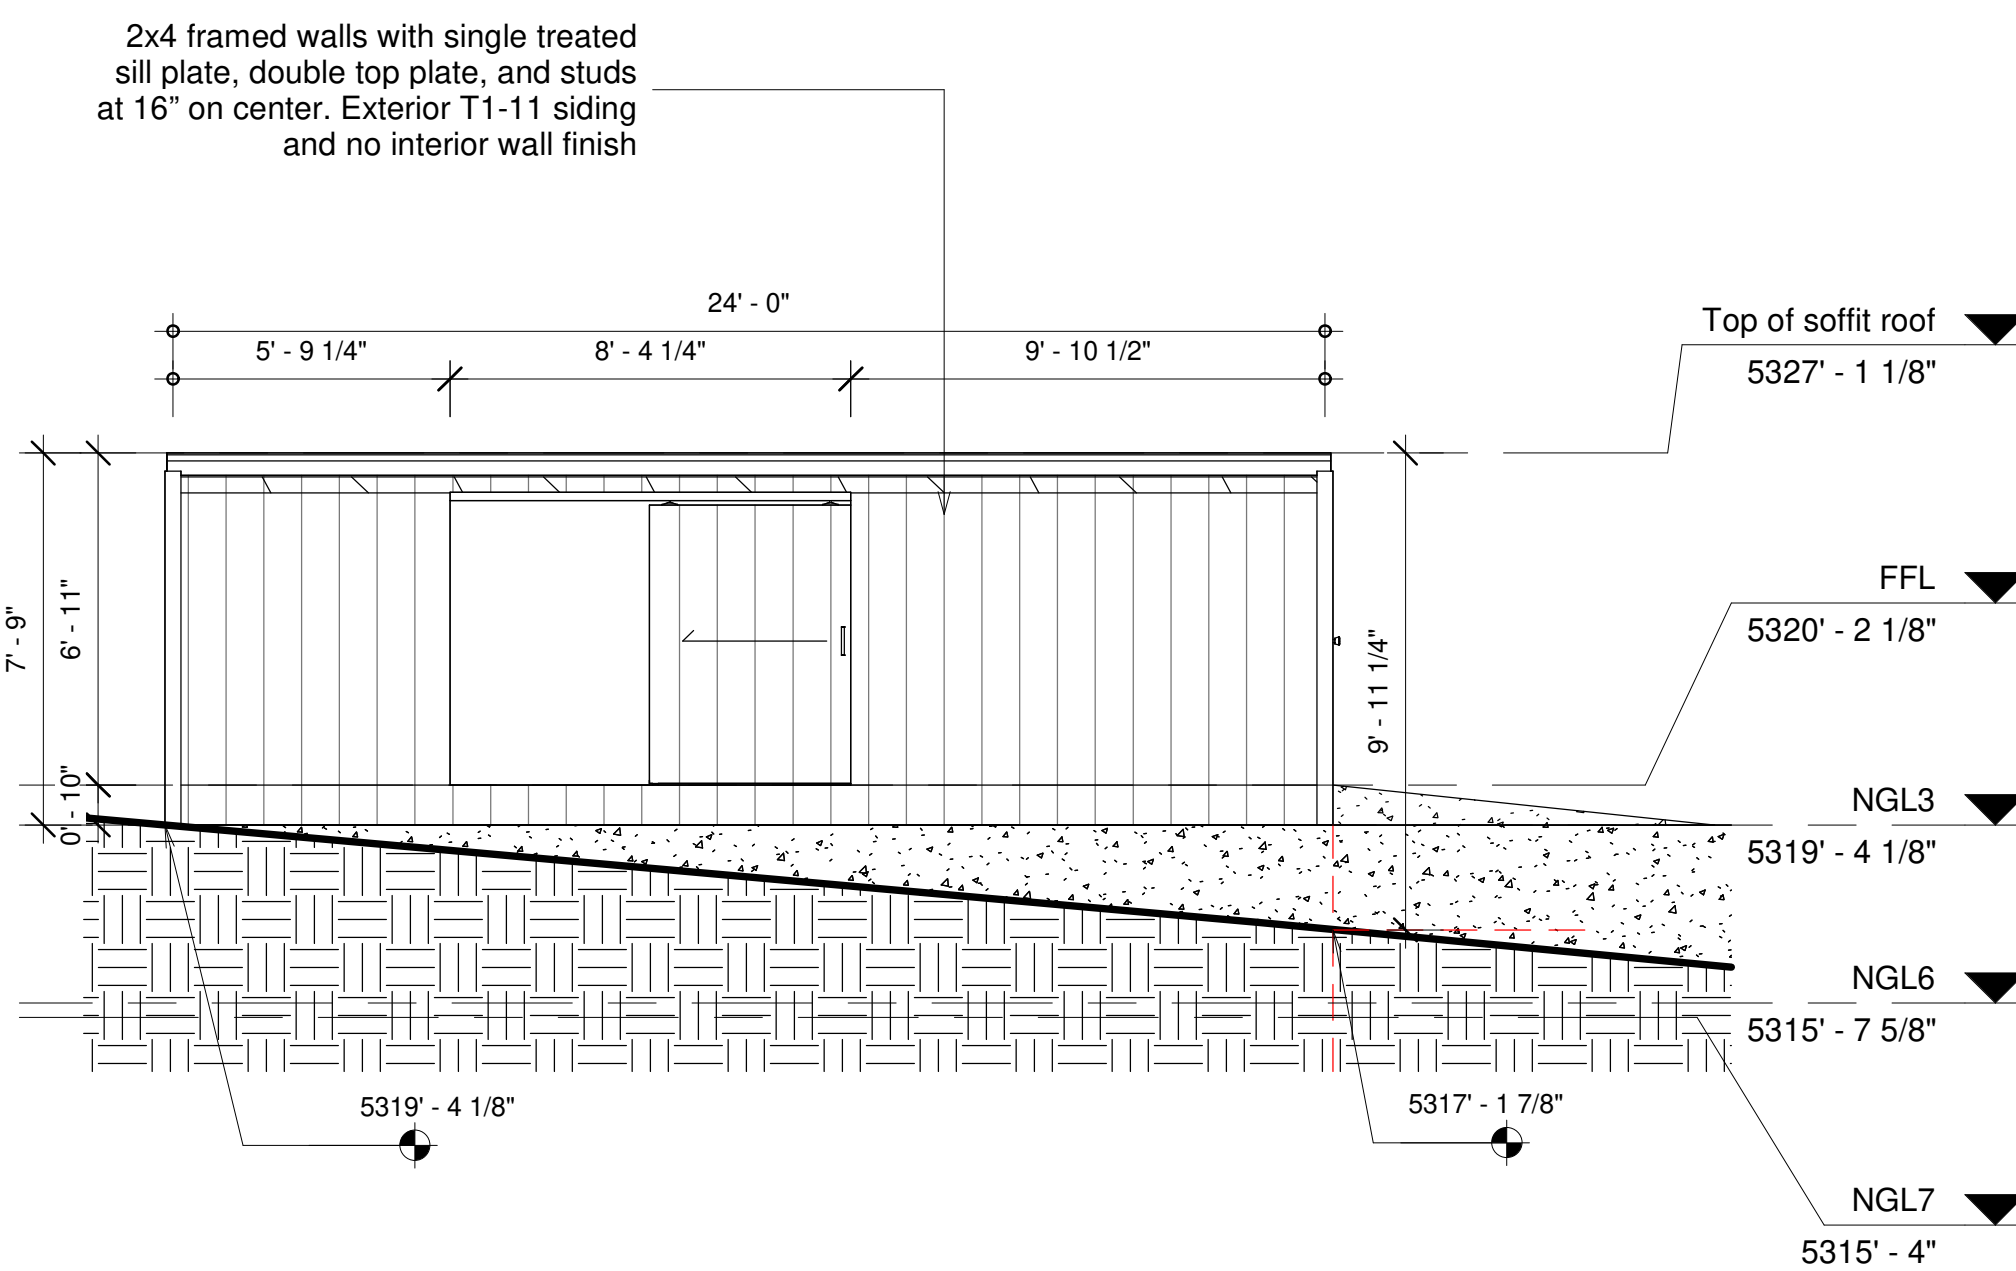 2x4 framed walls with single treated
sill plate, double top plate, and studs
at 16” on center. Exterior T1-11 siding
and no interior wall finish
24' - 0"
5' - 9 1/4"
8' - 4 1/4"
9' - 10 1/2"
Top of soffit roof
5327' - 1 1/8"
7' - 9"
6' - 11"
0' - 10"
9' - 11 1/4"
FFL
5320' - 2 1/8"
NGL3
5319' - 4 1/8"
NGL6
5315' - 7 5/8"
5319' - 4 1/8"
5317' - 1 7/8"
NGL7
5315' - 4"